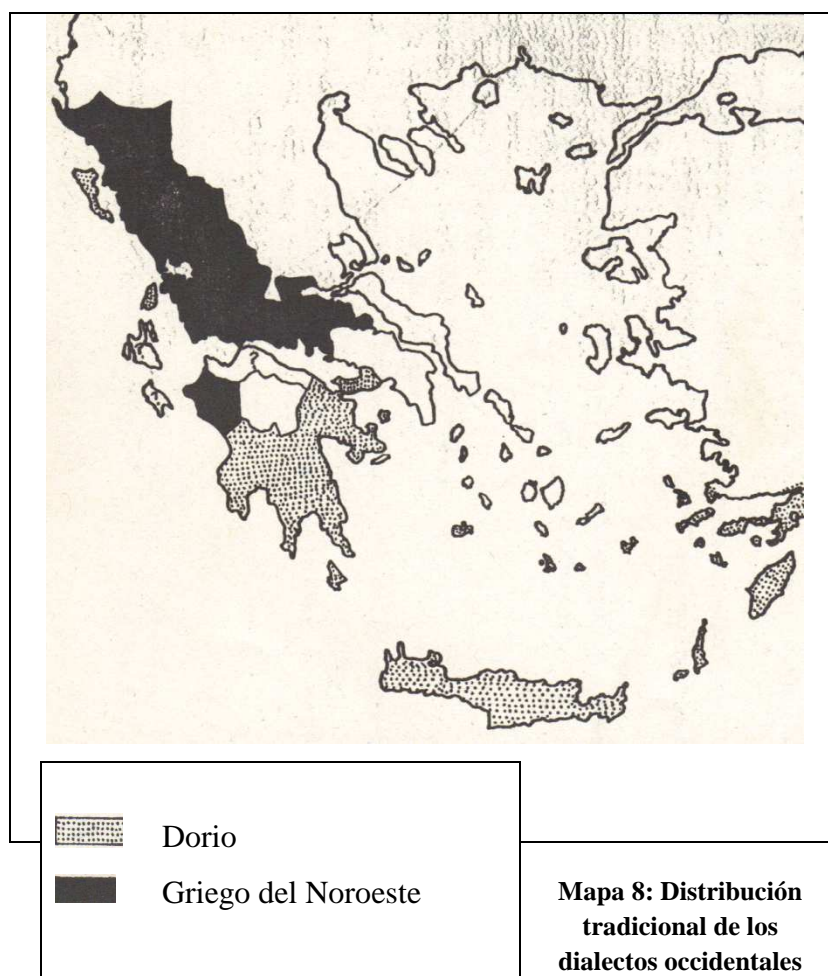 ?
Dorio
Griego del Noroeste
Mapa 8: Distribución
tradicional de los
dialectos occidentales